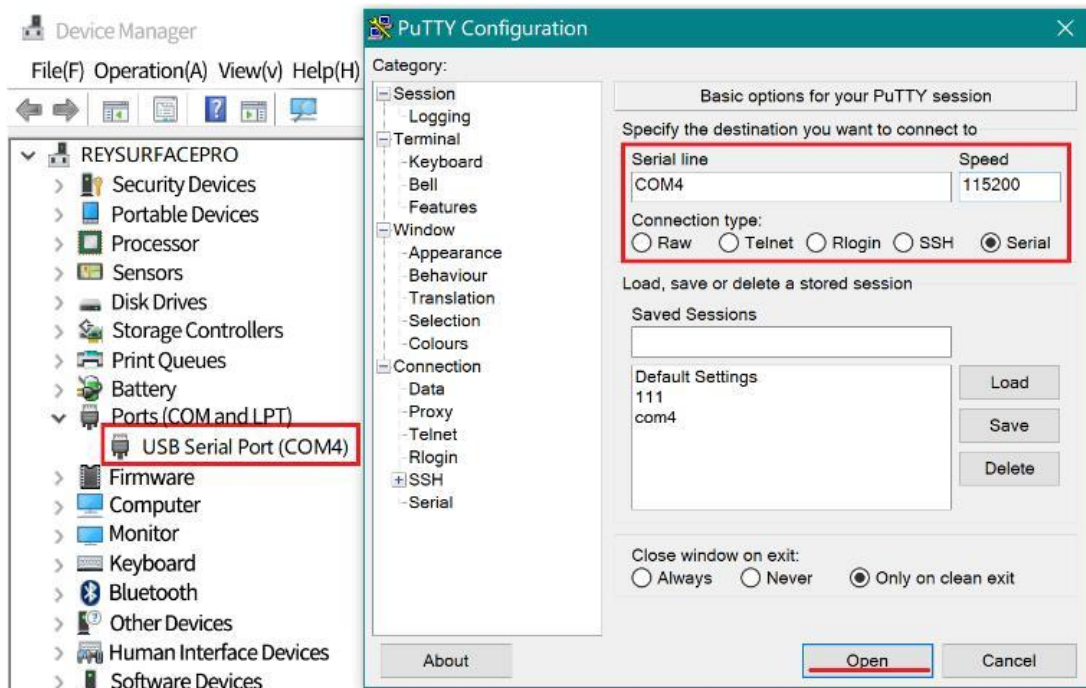 Device Manager
File(F) Operation(A) View(v) Help(H)
REYSURFACEPRO
Security Devices
Portable Devices
Processor
Sensors
Disk Drives
Storage Controllers
Print Queues
Battery
Ports (COM and LPT)
USB Serial Port (COM4)
Firmware
Computer
Monitor
Keyboard
Bluetooth
Other Devices
Human Interface Devices
Software Devices
PuTTY Configuration
Category:
Session
Logging
Terminal
Keyboard
Bell
Features
Window
Appearance
Behaviour
Translation
Selection
Colours
Connection
Data
Proxy
Telnet
Rlogin
SSH
Serial
Basic options for your PuTTY session
Specify the destination you want to connect to
Serial line Speed
COM4 115200
Connection type:
Raw Telnet Rlogin SSH Serial
Load, save or delete a stored session
Saved Sessions
Default Settings
111
com4
Load
Save
Delete
Close window on exit:
Always Never Only on clean exit
About Open Cancel